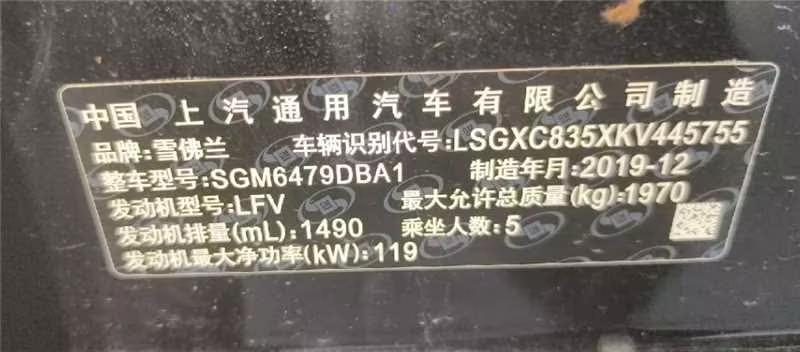 中国 上汽通用汽车有限公司制造
品牌:雪佛兰 车辆识别代号:LSGXC835XKV445755
整车型号:SGM6479DBA1 制造年月:2019-12
发动机型号:LFV 最大允许总质量(kg):1970
发动机排量(mL):1490 乘坐人数:5
发动机最大净功率(kW):119